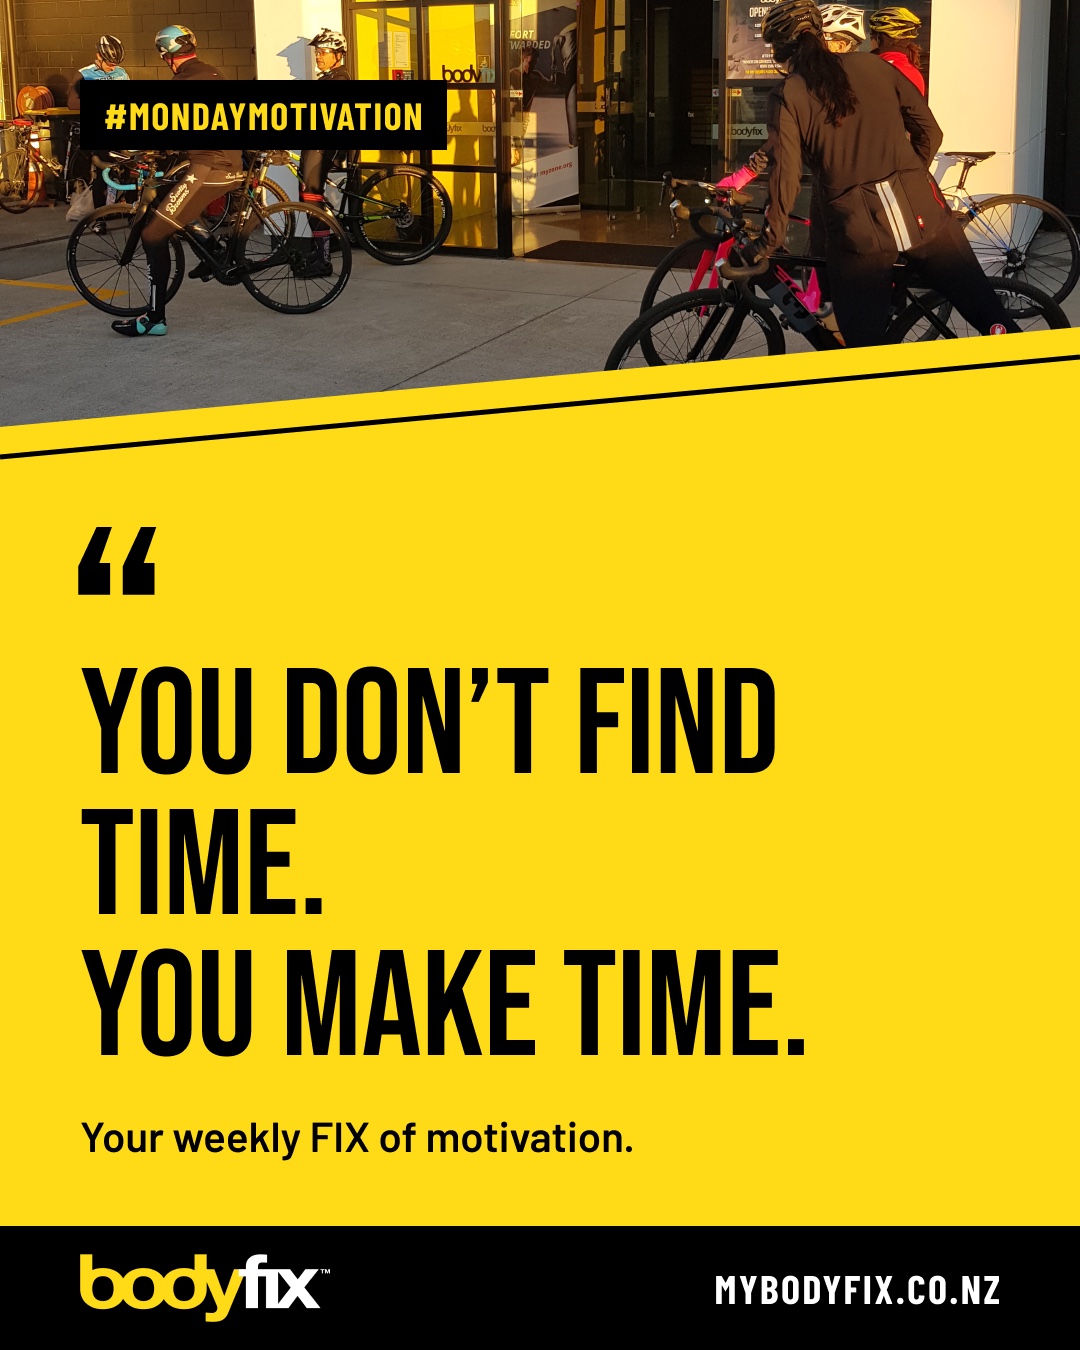 #MONDAYMOTIVATION
“
YOU DON’T FIND
TIME.
YOU MAKE TIME.
Your weekly FIX of motivation.
bodyfix™
MYBODYFIX.CO.NZ